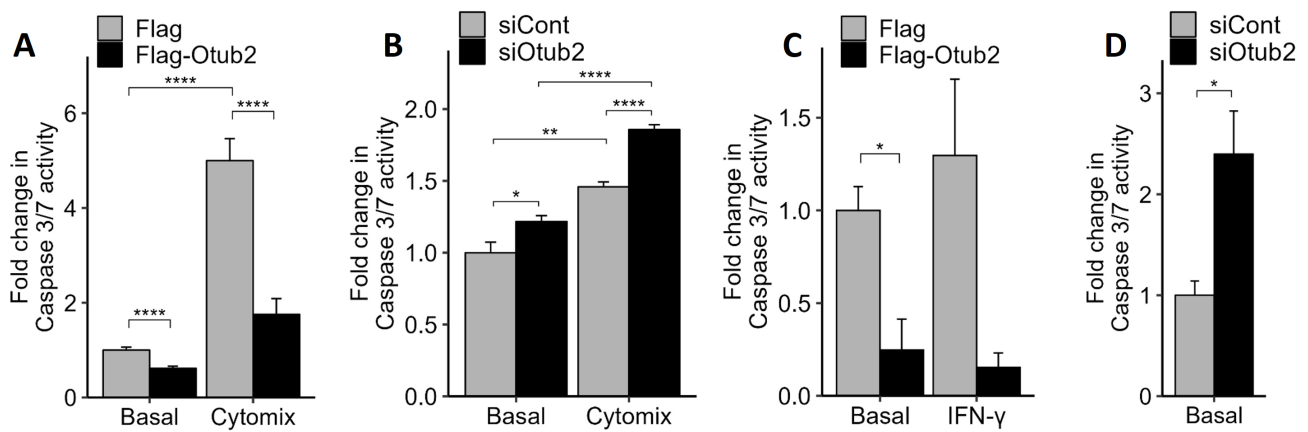 A
Flag
Flag-Otub2
Fold change in
Caspase 3/7 activity
6
4
2
0
****
****
****
Basal
Cytomix
B
siCont
siOtub2
Fold change in
Caspase 3/7 activity
2.0
1.5
1.0
0.5
0.0
****
****
**
*
Basal
Cytomix
C
Flag
Flag-Otub2
Fold change in
Caspase 3/7 activity
1.5
1.0
0.5
0.0
*
Basal
IFN-γ
D
siCont
siOtub2
Fold change in
Caspase 3/7 activity
3
2
1
0
*
Basal